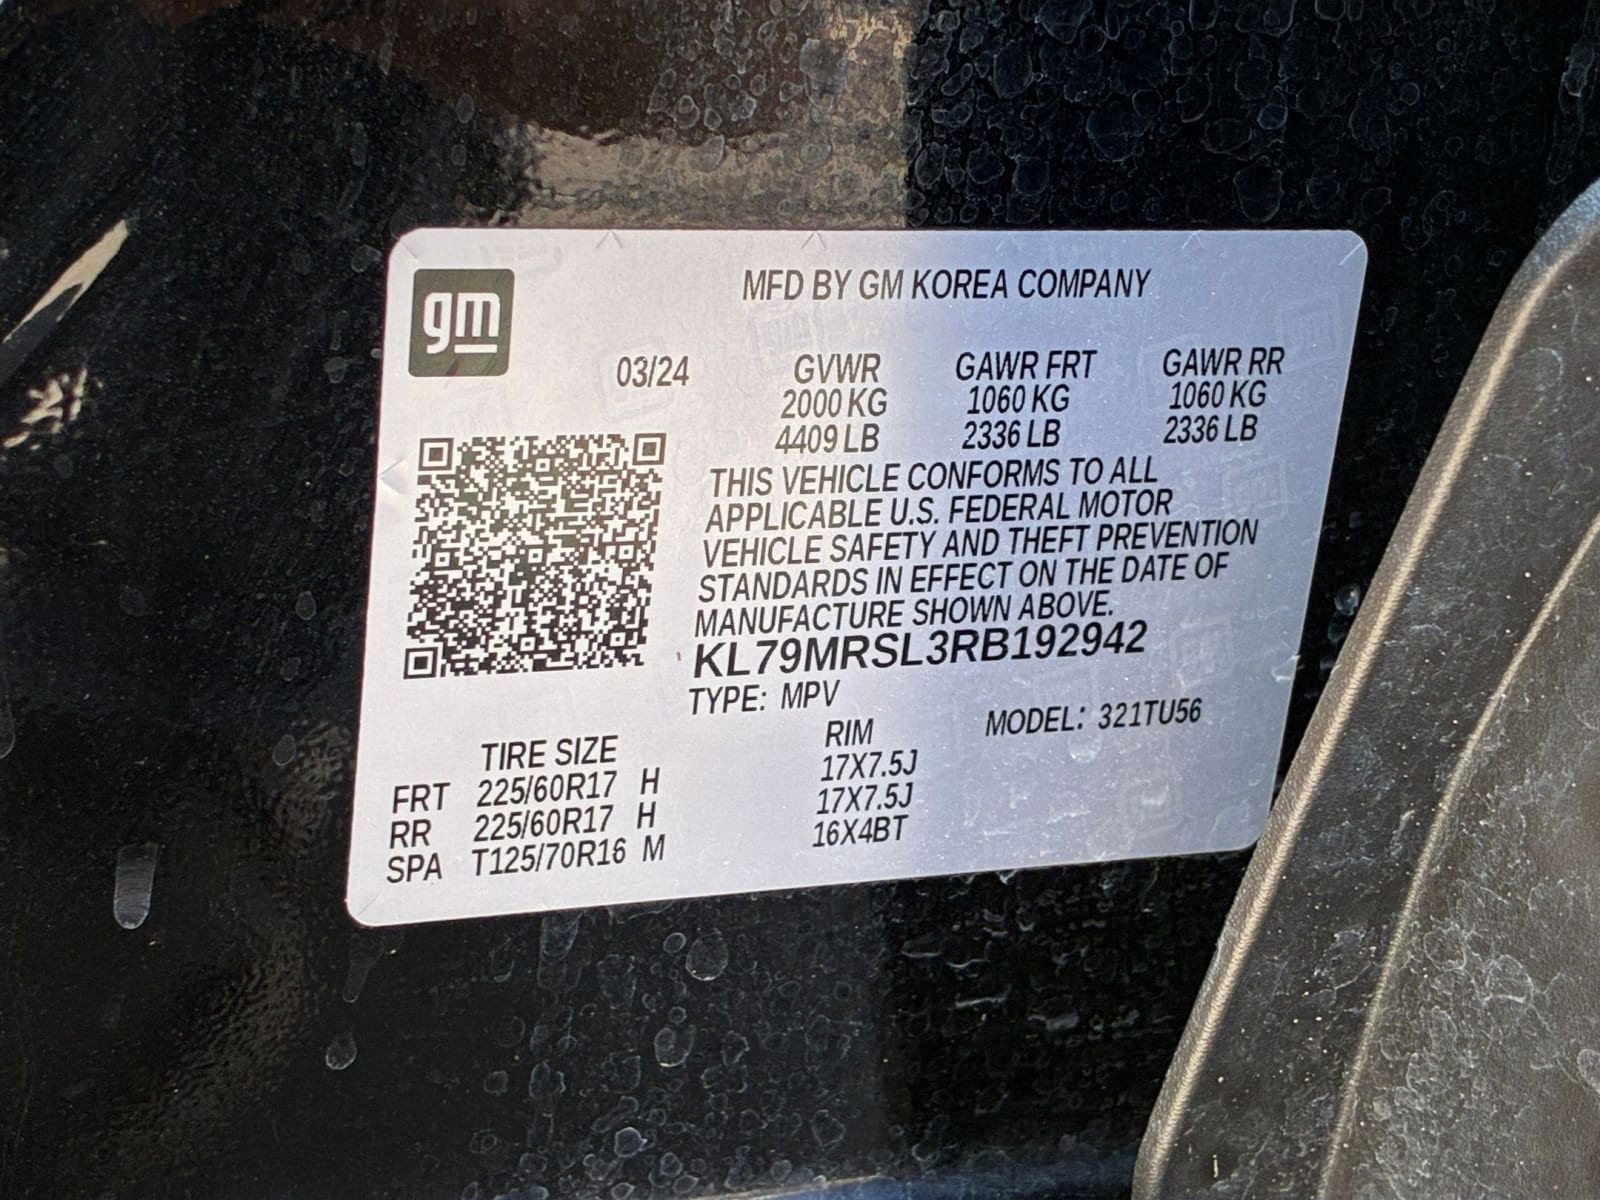 gm
MFD BY GM KOREA COMPANY
03/24 GVWR GAWR FRT GAWR RR
2000 KG 1060 KG 1060 KG
4409 LB 2336 LB 2336 LB
THIS VEHICLE CONFORMS TO ALL
APPLICABLE U.S. FEDERAL MOTOR
VEHICLE SAFETY AND THEFT PREVENTION
STANDARDS IN EFFECT ON THE DATE OF
MANUFACTURE SHOWN ABOVE.
KL79MRSL3RB192942
TYPE: MPV MODEL: 321TU56
TIRE SIZE RIM
FRT 225/60R17 H 17X7.5J
RR 225/60R17 H 17X7.5J
SPA T125/70R16 M 16X4BT